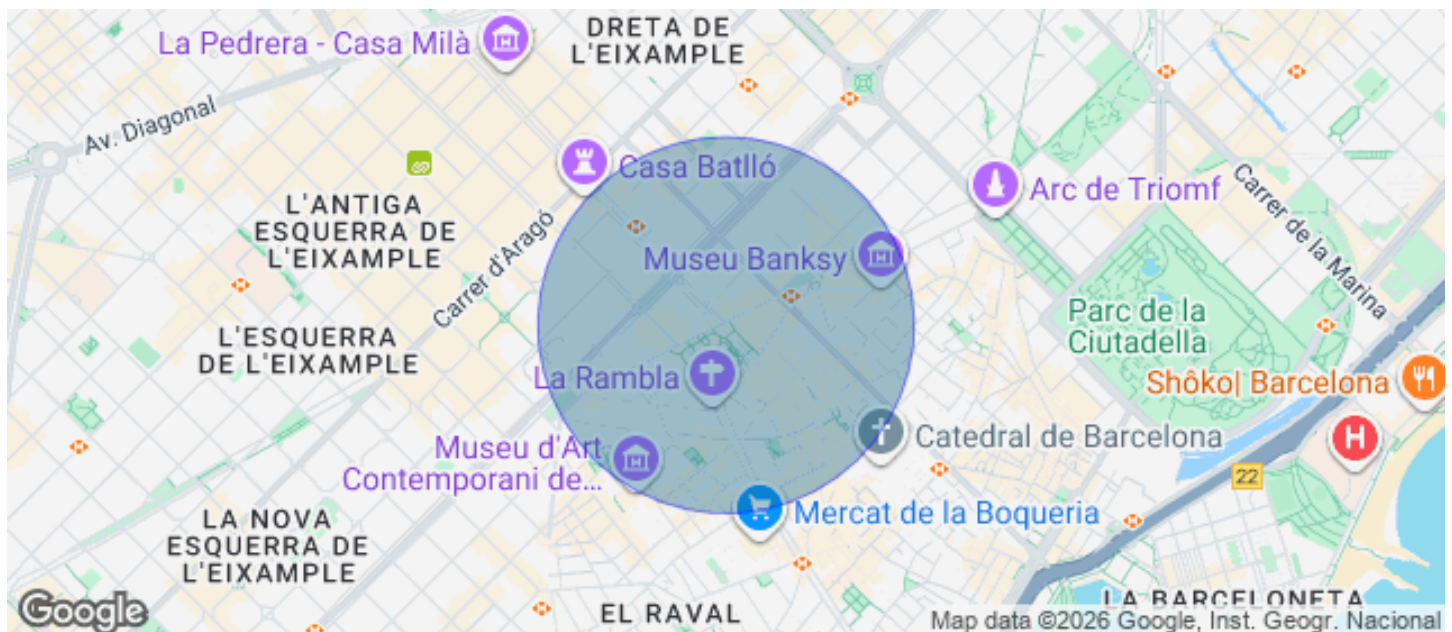 La Pedrera - Casa Milà
DRETA DE
L'EIXAMPLE
Av. Diagonal
Casa Batlló
Arc de Triomf
Carrer de la Marina
L'ANTIGA
ESQUERRA DE
L'EIXAMPLE
Carrer d'Aragó
Museu Banksy
Parc de la
Ciutadella
L'ESQUERRA
DE L'EIXAMPLE
La Rambla
Shôko| Barcelona
H
Museu d'Art
Contemporani de...
Catedral de Barcelona
22
Mercat de la Boqueria
LA NOVA
ESQUERRA DE
L'EIXAMPLE
EL RAVAL
LA BARCELONETA
Google
Map data ©2026 Google, Inst. Geogr. Nacional